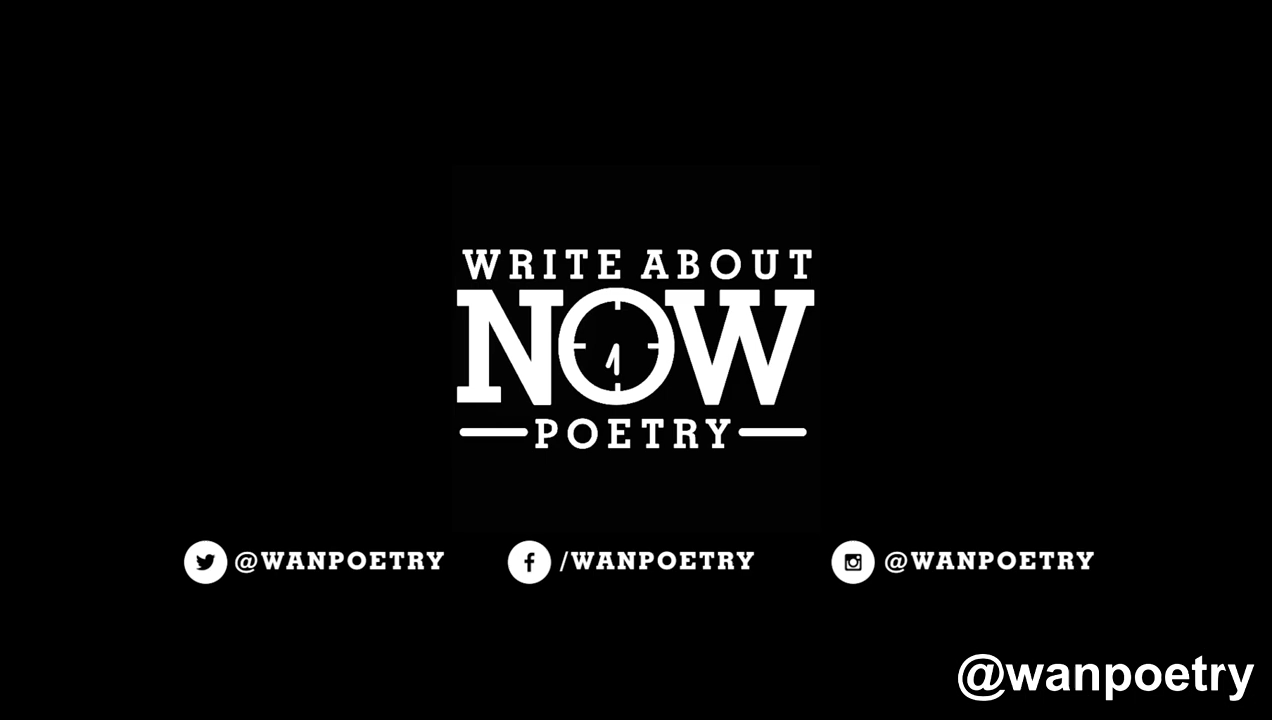 WRITE ABOUT
NOW
POETRY
@WANPOETRY
/WANPOETRY
@WANPOETRY
@wanpoetry